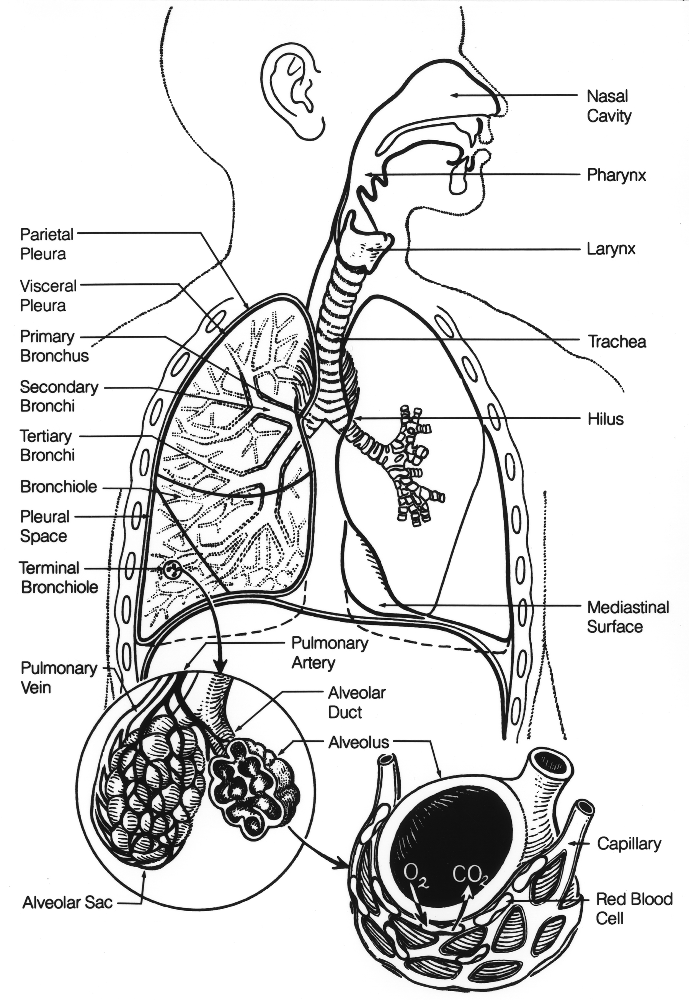 Nasal
Cavity
Pharynx
Larynx
Trachea
Hilus
Mediastinal
Surface
Parietal
Pleura
Visceral
Pleura
Primary
Bronchus
Secondary
Bronchi
Tertiary
Bronchi
Bronchiole
Pleural
Space
Terminal
Bronchiole
Pulmonary
Vein
Pulmonary
Artery
Alveolar
Duct
Alveolus
Alveolar Sac
O₂
CO₂
Capillary
Red Blood
Cell